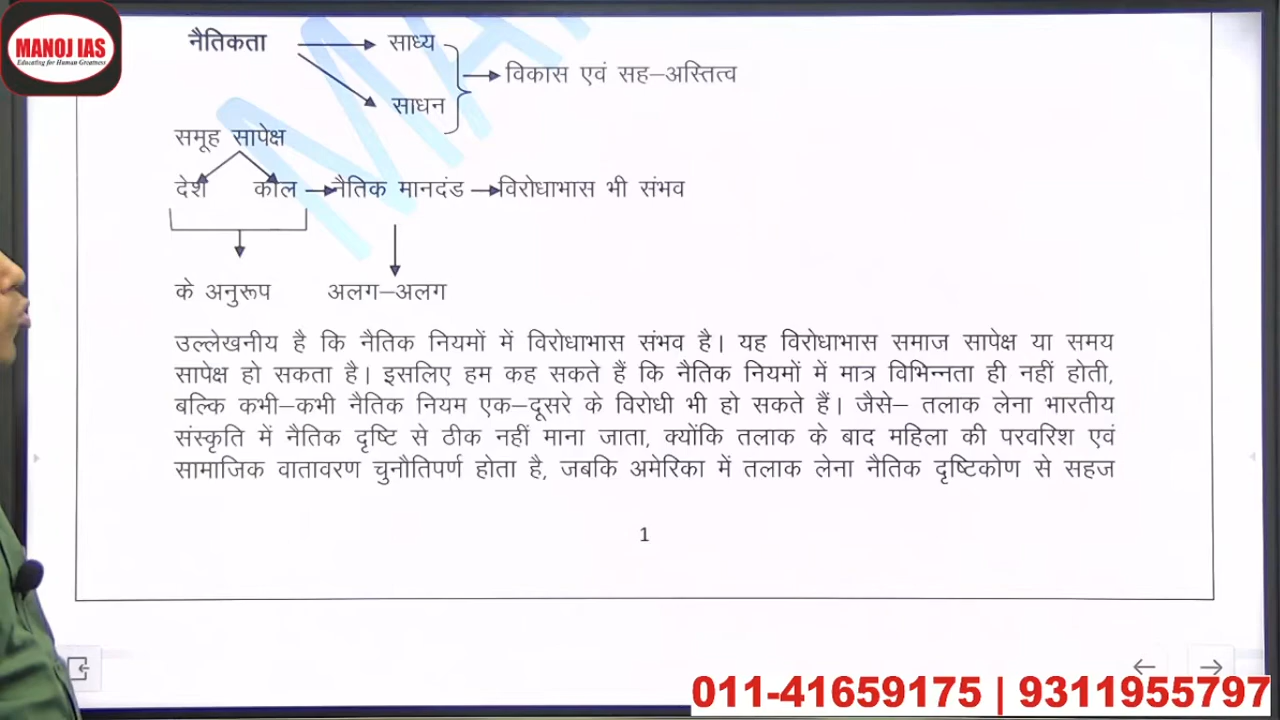 MANOJ IAS
Educating for Human Greatness
नैतिकता साध्य
विकास एवं सह–अस्तित्व
साधन
समूह सापेक्ष
देश काल नैतिक मानदंड विरोधाभास भी संभव
के अनुरूप अलग–अलग
उल्लेखनीय है कि नैतिक नियमों में विरोधाभास संभव है। यह विरोधाभास समाज सापेक्ष या समय
सापेक्ष हो सकता है। इसलिए हम कह सकते हैं कि नैतिक नियमों में मात्र विभिन्नता ही नहीं होती,
बल्कि कभी–कभी नैतिक नियम एक–दूसरे के विरोधी भी हो सकते हैं। जैसे– तलाक लेना भारतीय
संस्कृति में नैतिक दृष्टि से ठीक नहीं माना जाता, क्योंकि तलाक के बाद महिला की परवरिश एवं
सामाजिक वातावरण चुनौतिपर्ण होता है, जबकि अमेरिका में तलाक लेना नैतिक दृष्टिकोण से सहज
1
011-41659175 | 9311955797